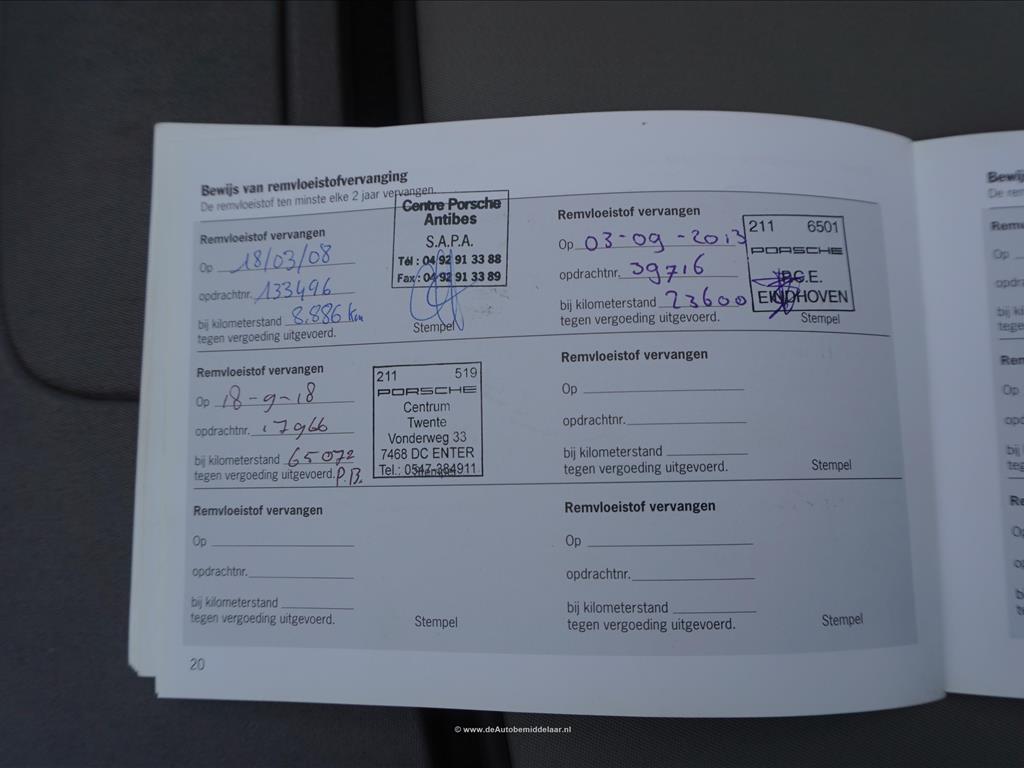 Bewijs van remvloeistofvervanging
De remvloeistof ten minste elke 2 jaar vervangen.
Remvloeistof vervangen
Op 18/03/08
opdrachtnr. 133496
bij kilometerstand 8.886 km
tegen vergoeding uitgevoerd.
Centre Porsche
Antibes
S.A.P.A.
Tél : 04 92 91 33 88
Fax : 04 92 91 33 89
Stempel
Remvloeistof vervangen
Op 03-09-2013
opdrachtnr. 39716
bij kilometerstand 23600
tegen vergoeding uitgevoerd.
211 6501
PORSCHE
P.C.E.
EINDHOVEN
Stempel
Remvloeistof vervangen
Op 18-9-18
opdrachtnr. 17966
bij kilometerstand 65072
tegen vergoeding uitgevoerd. P.B.
211 519
PORSCHE
Centrum
Twente
Vonderweg 33
7468 DC ENTER
Tel.: 0547-384911
Stempel
Remvloeistof vervangen
Op
opdrachtnr.
bij kilometerstand
tegen vergoeding uitgevoerd.
Stempel
Remvloeistof vervangen
Op
opdrachtnr.
bij kilometerstand
tegen vergoeding uitgevoerd.
Stempel
Remvloeistof vervangen
Op
opdrachtnr.
bij kilometerstand
tegen vergoeding uitgevoerd.
Stempel
20
© www.deAutobemiddelaar.nl